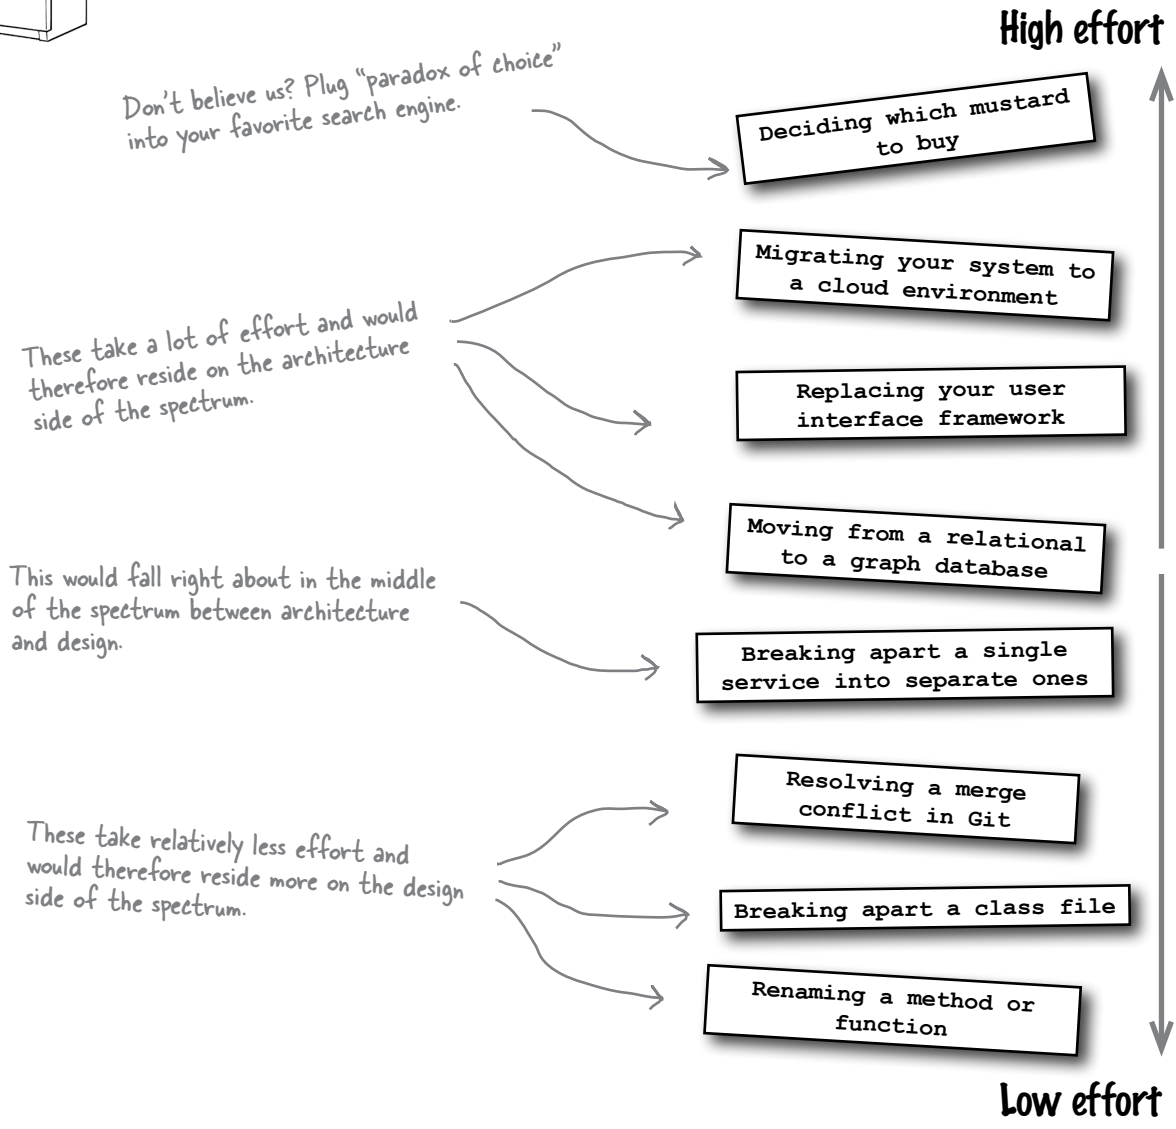 High effort
Don't believe us? Plug "paradox of choice"
into your favorite search engine.
Deciding which mustard
to buy
Migrating your system to
a cloud environment
These take a lot of effort and would
therefore reside on the architecture
side of the spectrum.
Replacing your user
interface framework
Moving from a relational
to a graph database
This would fall right about in the middle
of the spectrum between architecture
and design.
Breaking apart a single
service into separate ones
Resolving a merge
conflict in Git
These take relatively less effort and
would therefore reside more on the design
side of the spectrum.
Breaking apart a class file
Renaming a method or
function
Low effort